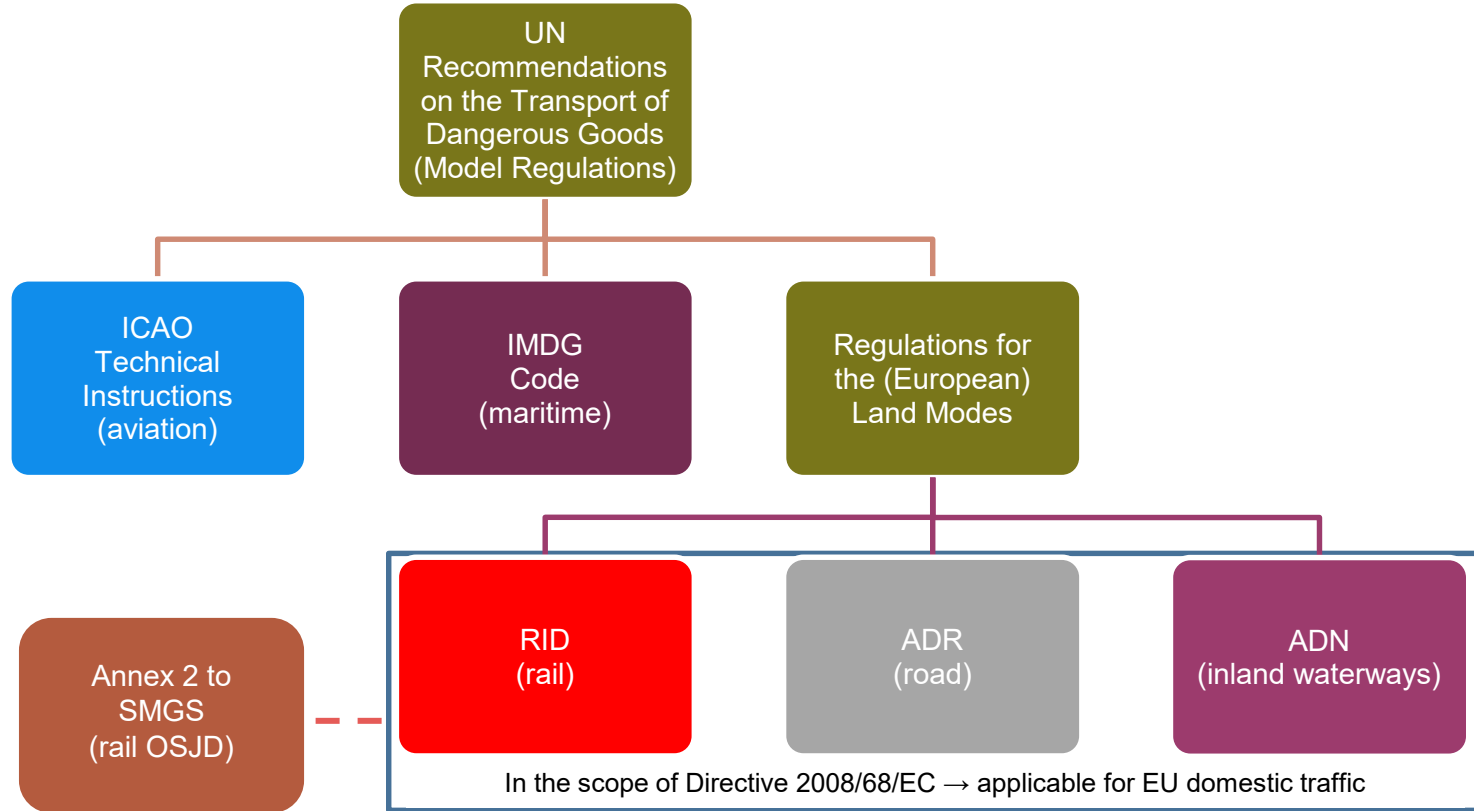 UN
Recommendations
on the Transport of
Dangerous Goods
(Model Regulations)
ICAO
Technical
Instructions
(aviation)
IMDG
Code
(maritime)
Regulations for
the (European)
Land Modes
Annex 2 to
SMGS
(rail OSJD)
RID
(rail)
ADR
(road)
ADN
(inland waterways)
In the scope of Directive 2008/68/EC → applicable for EU domestic traffic